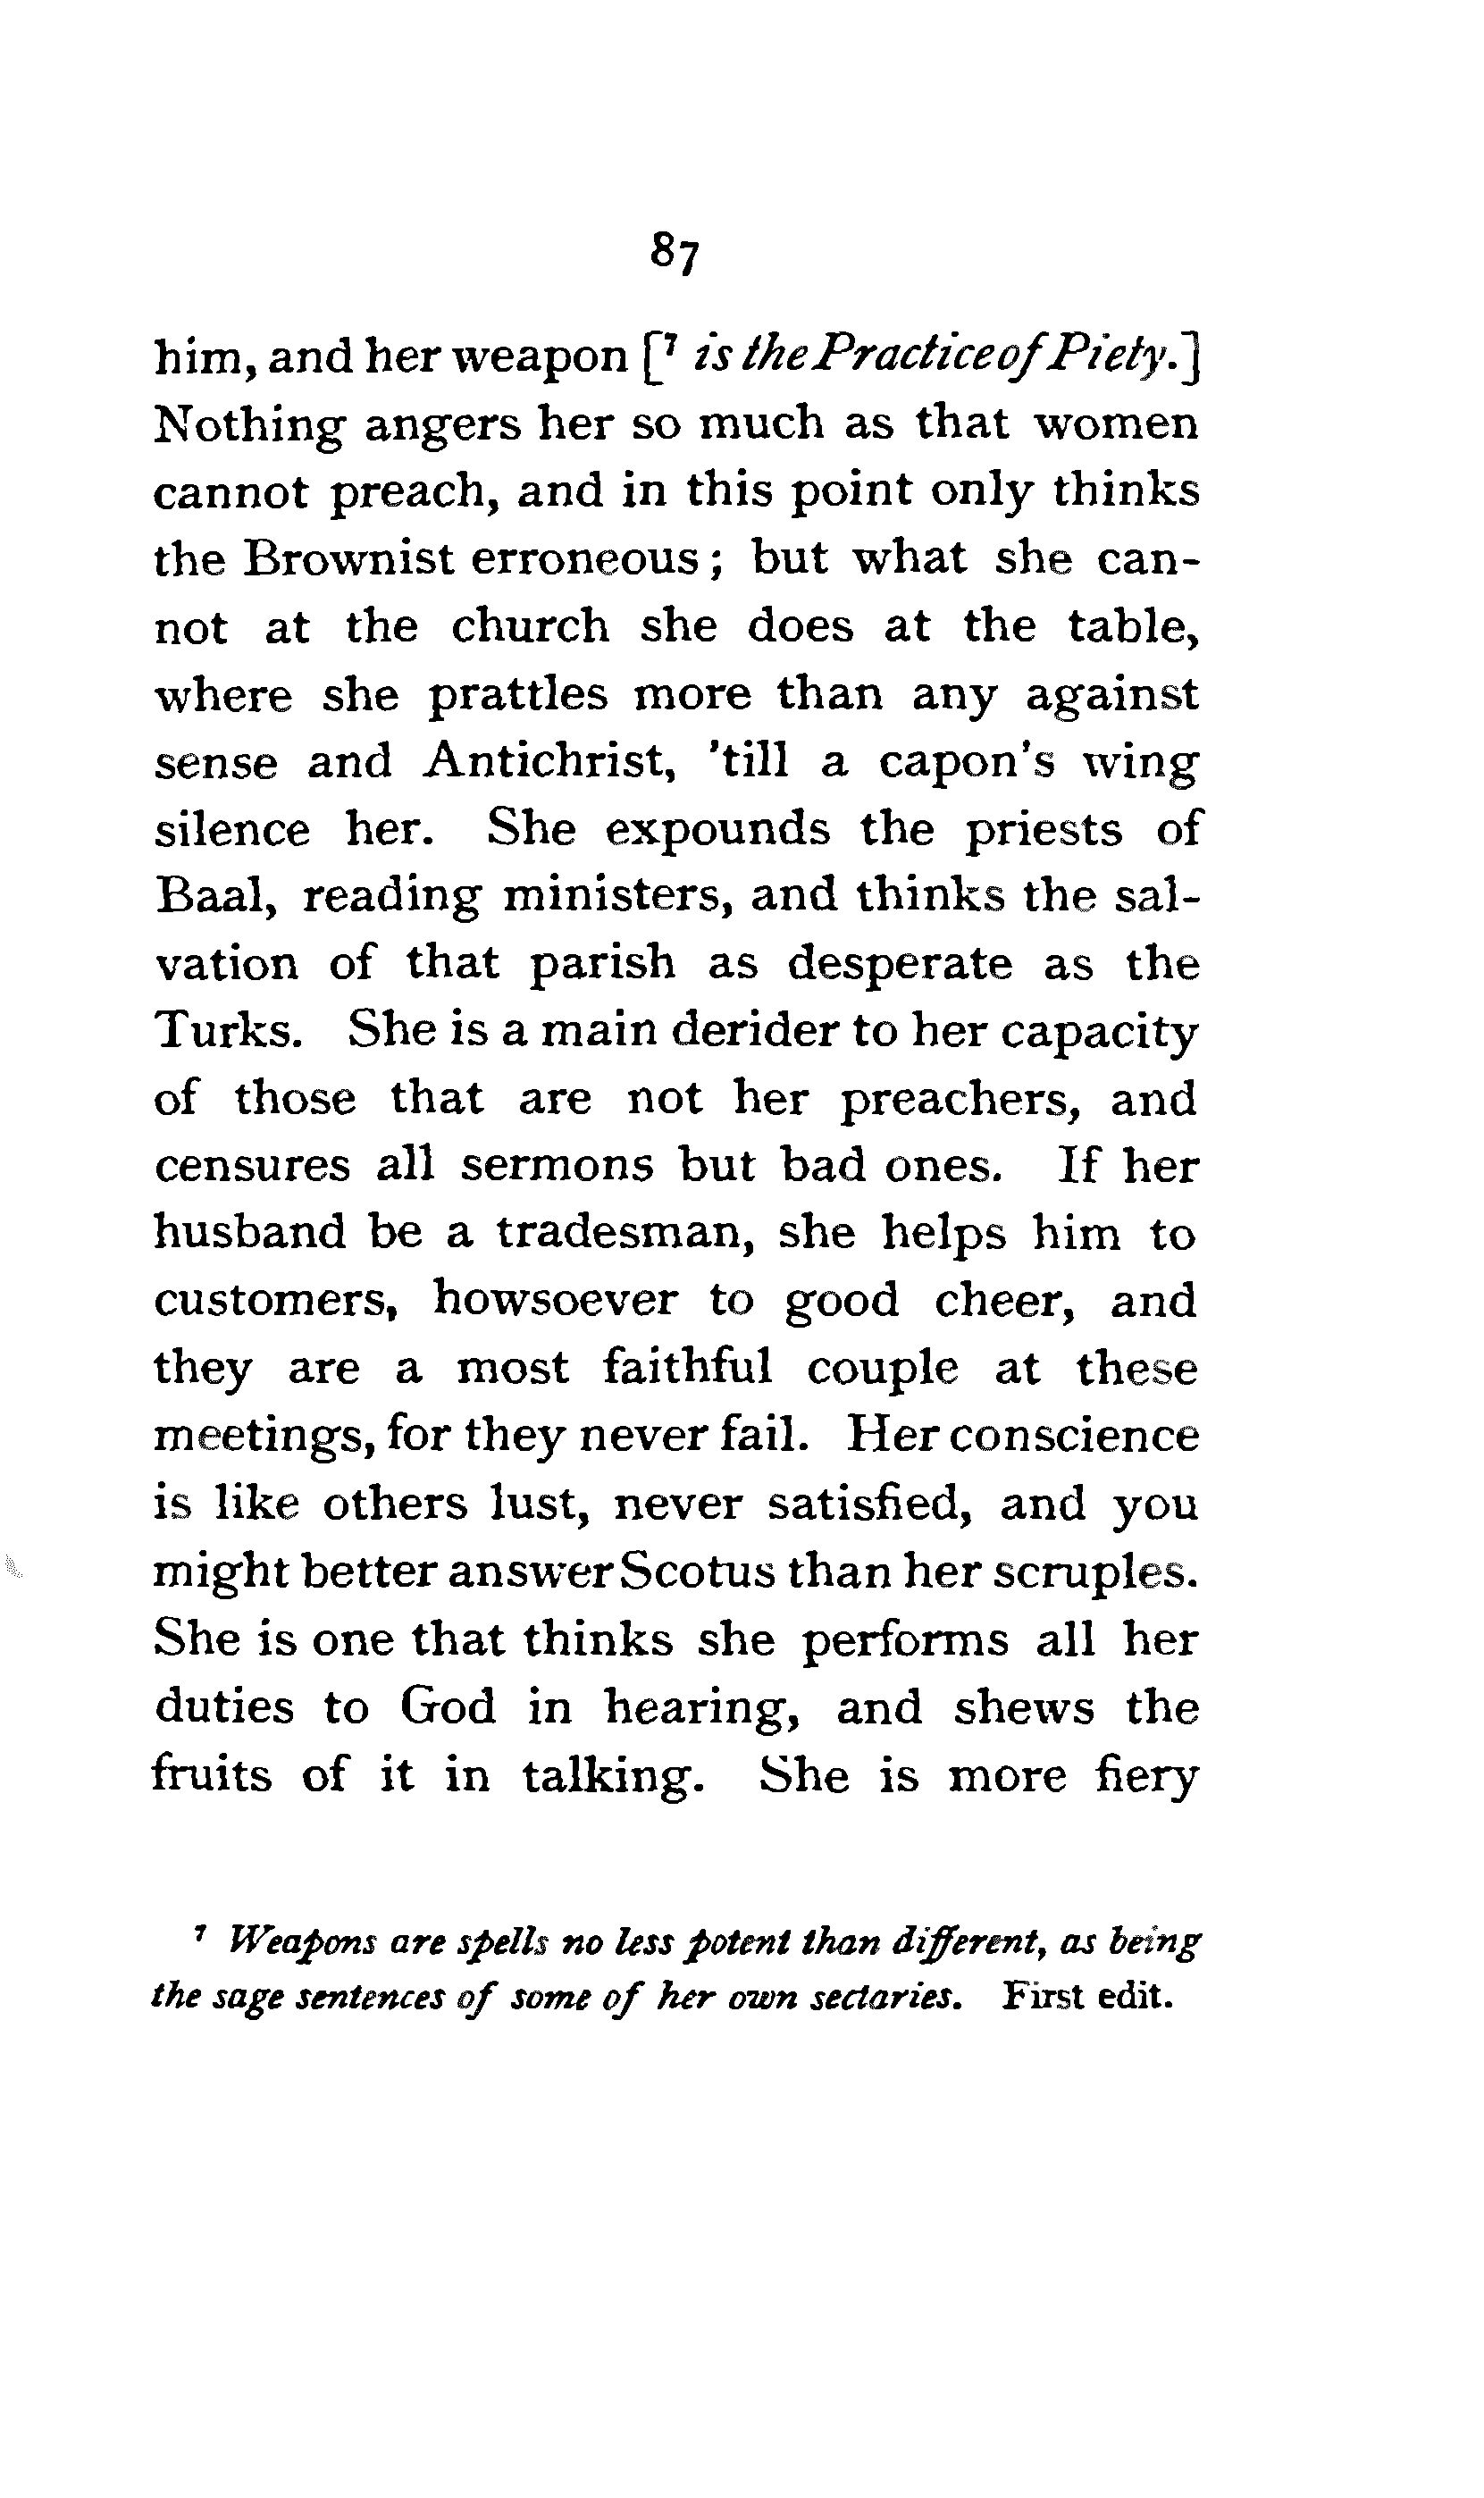 87
him, and her weapon [⁷ is the Practice of Piety.]
Nothing angers her so much as that women
cannot preach, and in this point only thinks
the Brownist erroneous; but what she can-
not at the church she does at the table,
where she prattles more than any against
sense and Antichrist, 'till a capon's wing
silence her. She expounds the priests of
Baal, reading ministers, and thinks the sal-
vation of that parish as desperate as the
Turks. She is a main derider to her capacity
of those that are not her preachers, and
censures all sermons but bad ones. If her
husband be a tradesman, she helps him to
customers, howsoever to good cheer, and
they are a most faithful couple at these
meetings, for they never fail. Her conscience
is like others lust, never satisfied, and you
might better answer Scotus than her scruples.
She is one that thinks she performs all her
duties to God in hearing, and shews the
fruits of it in talking. She is more fiery
⁷ Weapons are spells no less potent than different, as being
the sage sentences of some of her own sectaries. First edit.